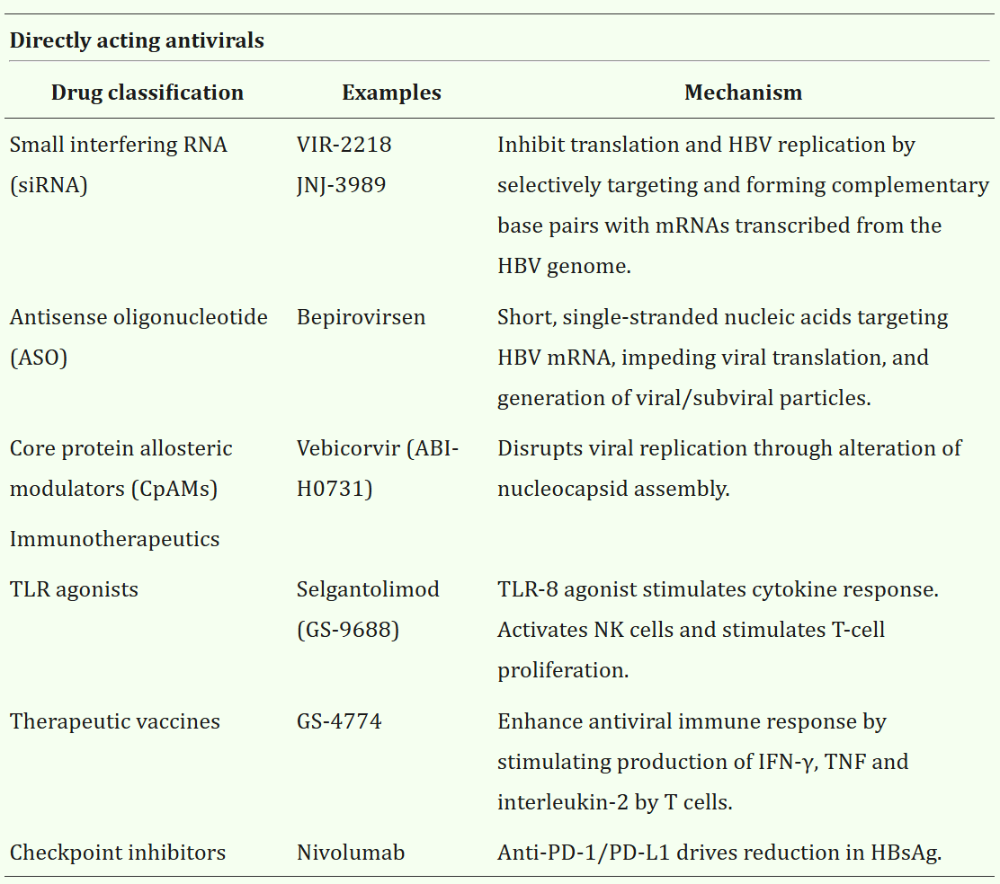 Directly acting antivirals
Drug classification Examples Mechanism
Small interfering RNA VIR-2218 Inhibit translation and HBV replication by
(siRNA) JNJ-3989 selectively targeting and forming complementary
base pairs with mRNAs transcribed from the
HBV genome.
Antisense oligonucleotide Bepirovirsen Short, single-stranded nucleic acids targeting
(ASO) HBV mRNA, impeding viral translation, and
generation of viral/subviral particles.
Core protein allosteric Vebicorvir (ABI- Disrupts viral replication through alteration of
modulators (CpAMs) H0731) nucleocapsid assembly.
Immunotherapeutics
TLR agonists Selgantolimod TLR-8 agonist stimulates cytokine response.
(GS-9688) Activates NK cells and stimulates T-cell
proliferation.
Therapeutic vaccines GS-4774 Enhance antiviral immune response by
stimulating production of IFN-γ, TNF and
interleukin-2 by T cells.
Checkpoint inhibitors Nivolumab Anti-PD-1/PD-L1 drives reduction in HBsAg.